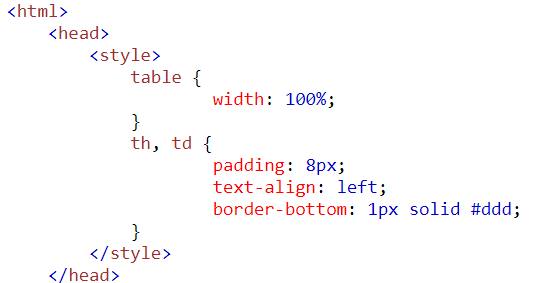 <html>
    <head>
        <style>
            table {
                    width: 100%;
            }
            th, td {
                    padding: 8px;
                    text-align: left;
                    border-bottom: 1px solid #ddd;
            }
        </style>
    </head>